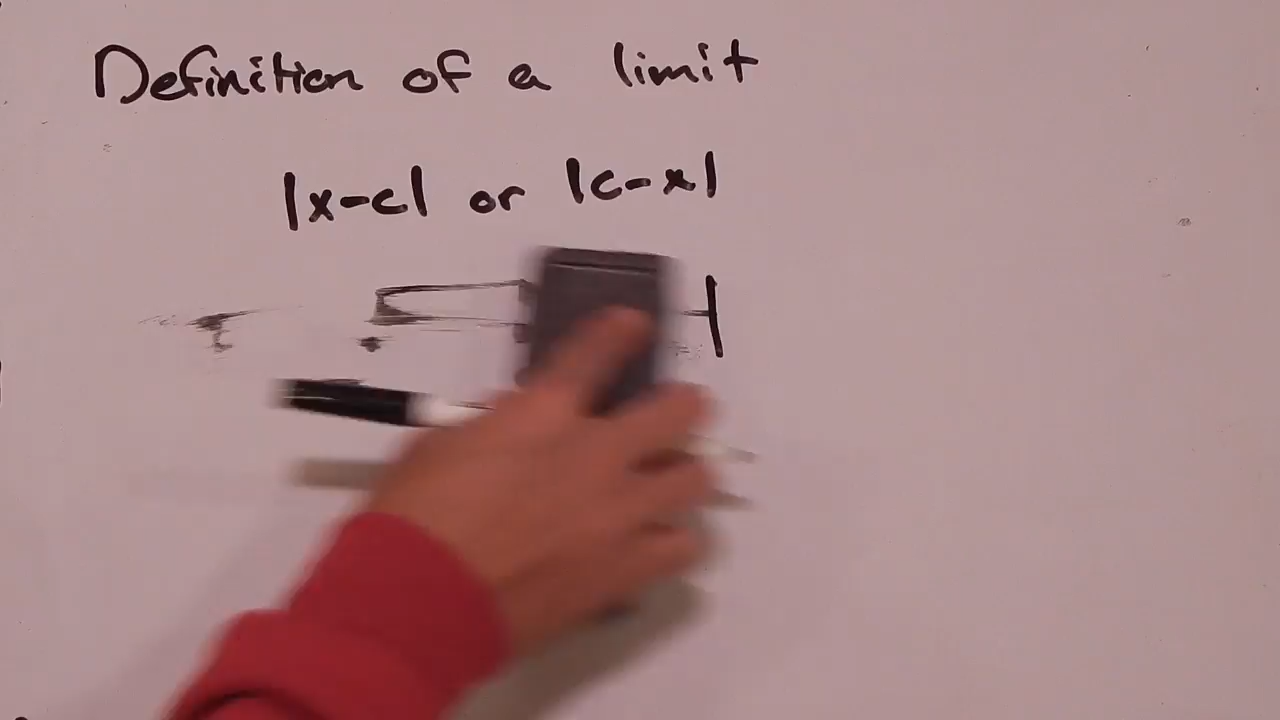 Definition of a limit
|x-c| or |c-x|